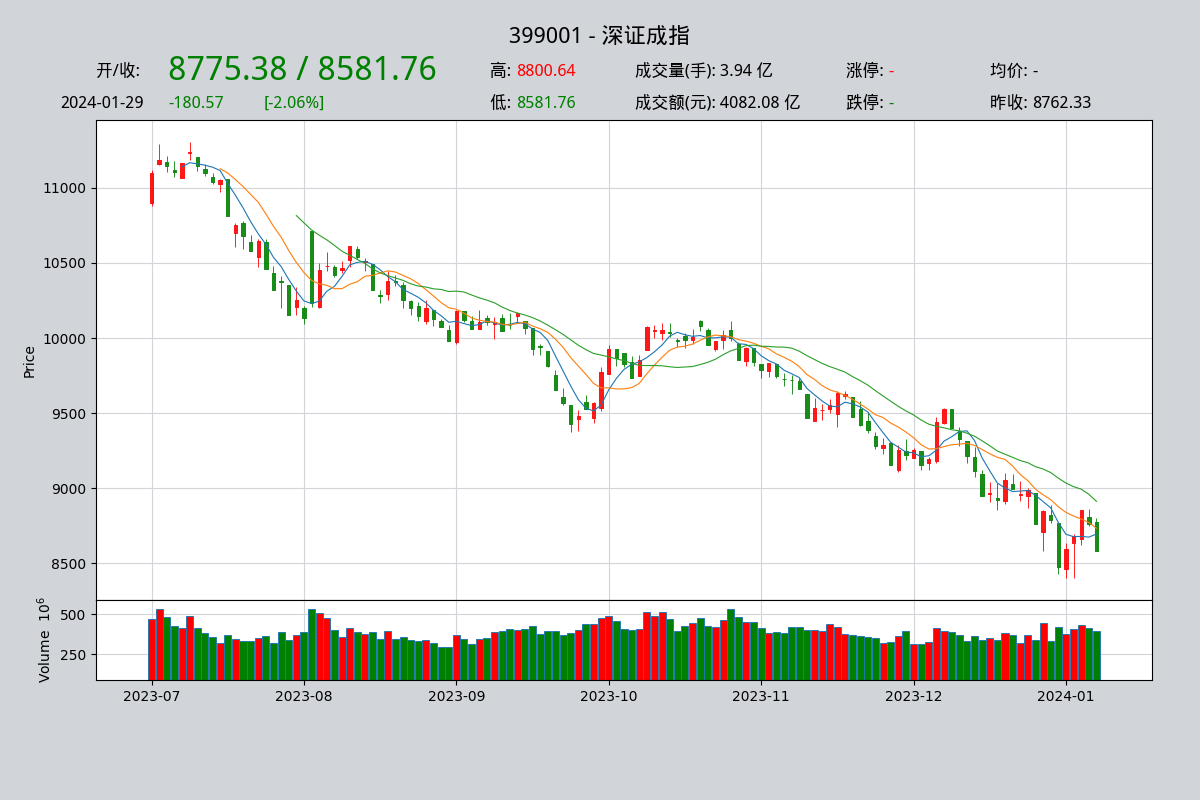 399001 - 深证成指
开/收: 8775.38 / 8581.76 高: 8800.64 成交量(手): 3.94 亿 涨停: - 均价: -
2024-01-29 -180.57 [-2.06%] 低: 8581.76 成交额(元): 4082.08 亿 跌停: - 昨收: 8762.33
Price
11000
10500
10000
9500
9000
8500
Volume 10^6
500
250
2023-07 2023-08 2023-09 2023-10 2023-11 2023-12 2024-01